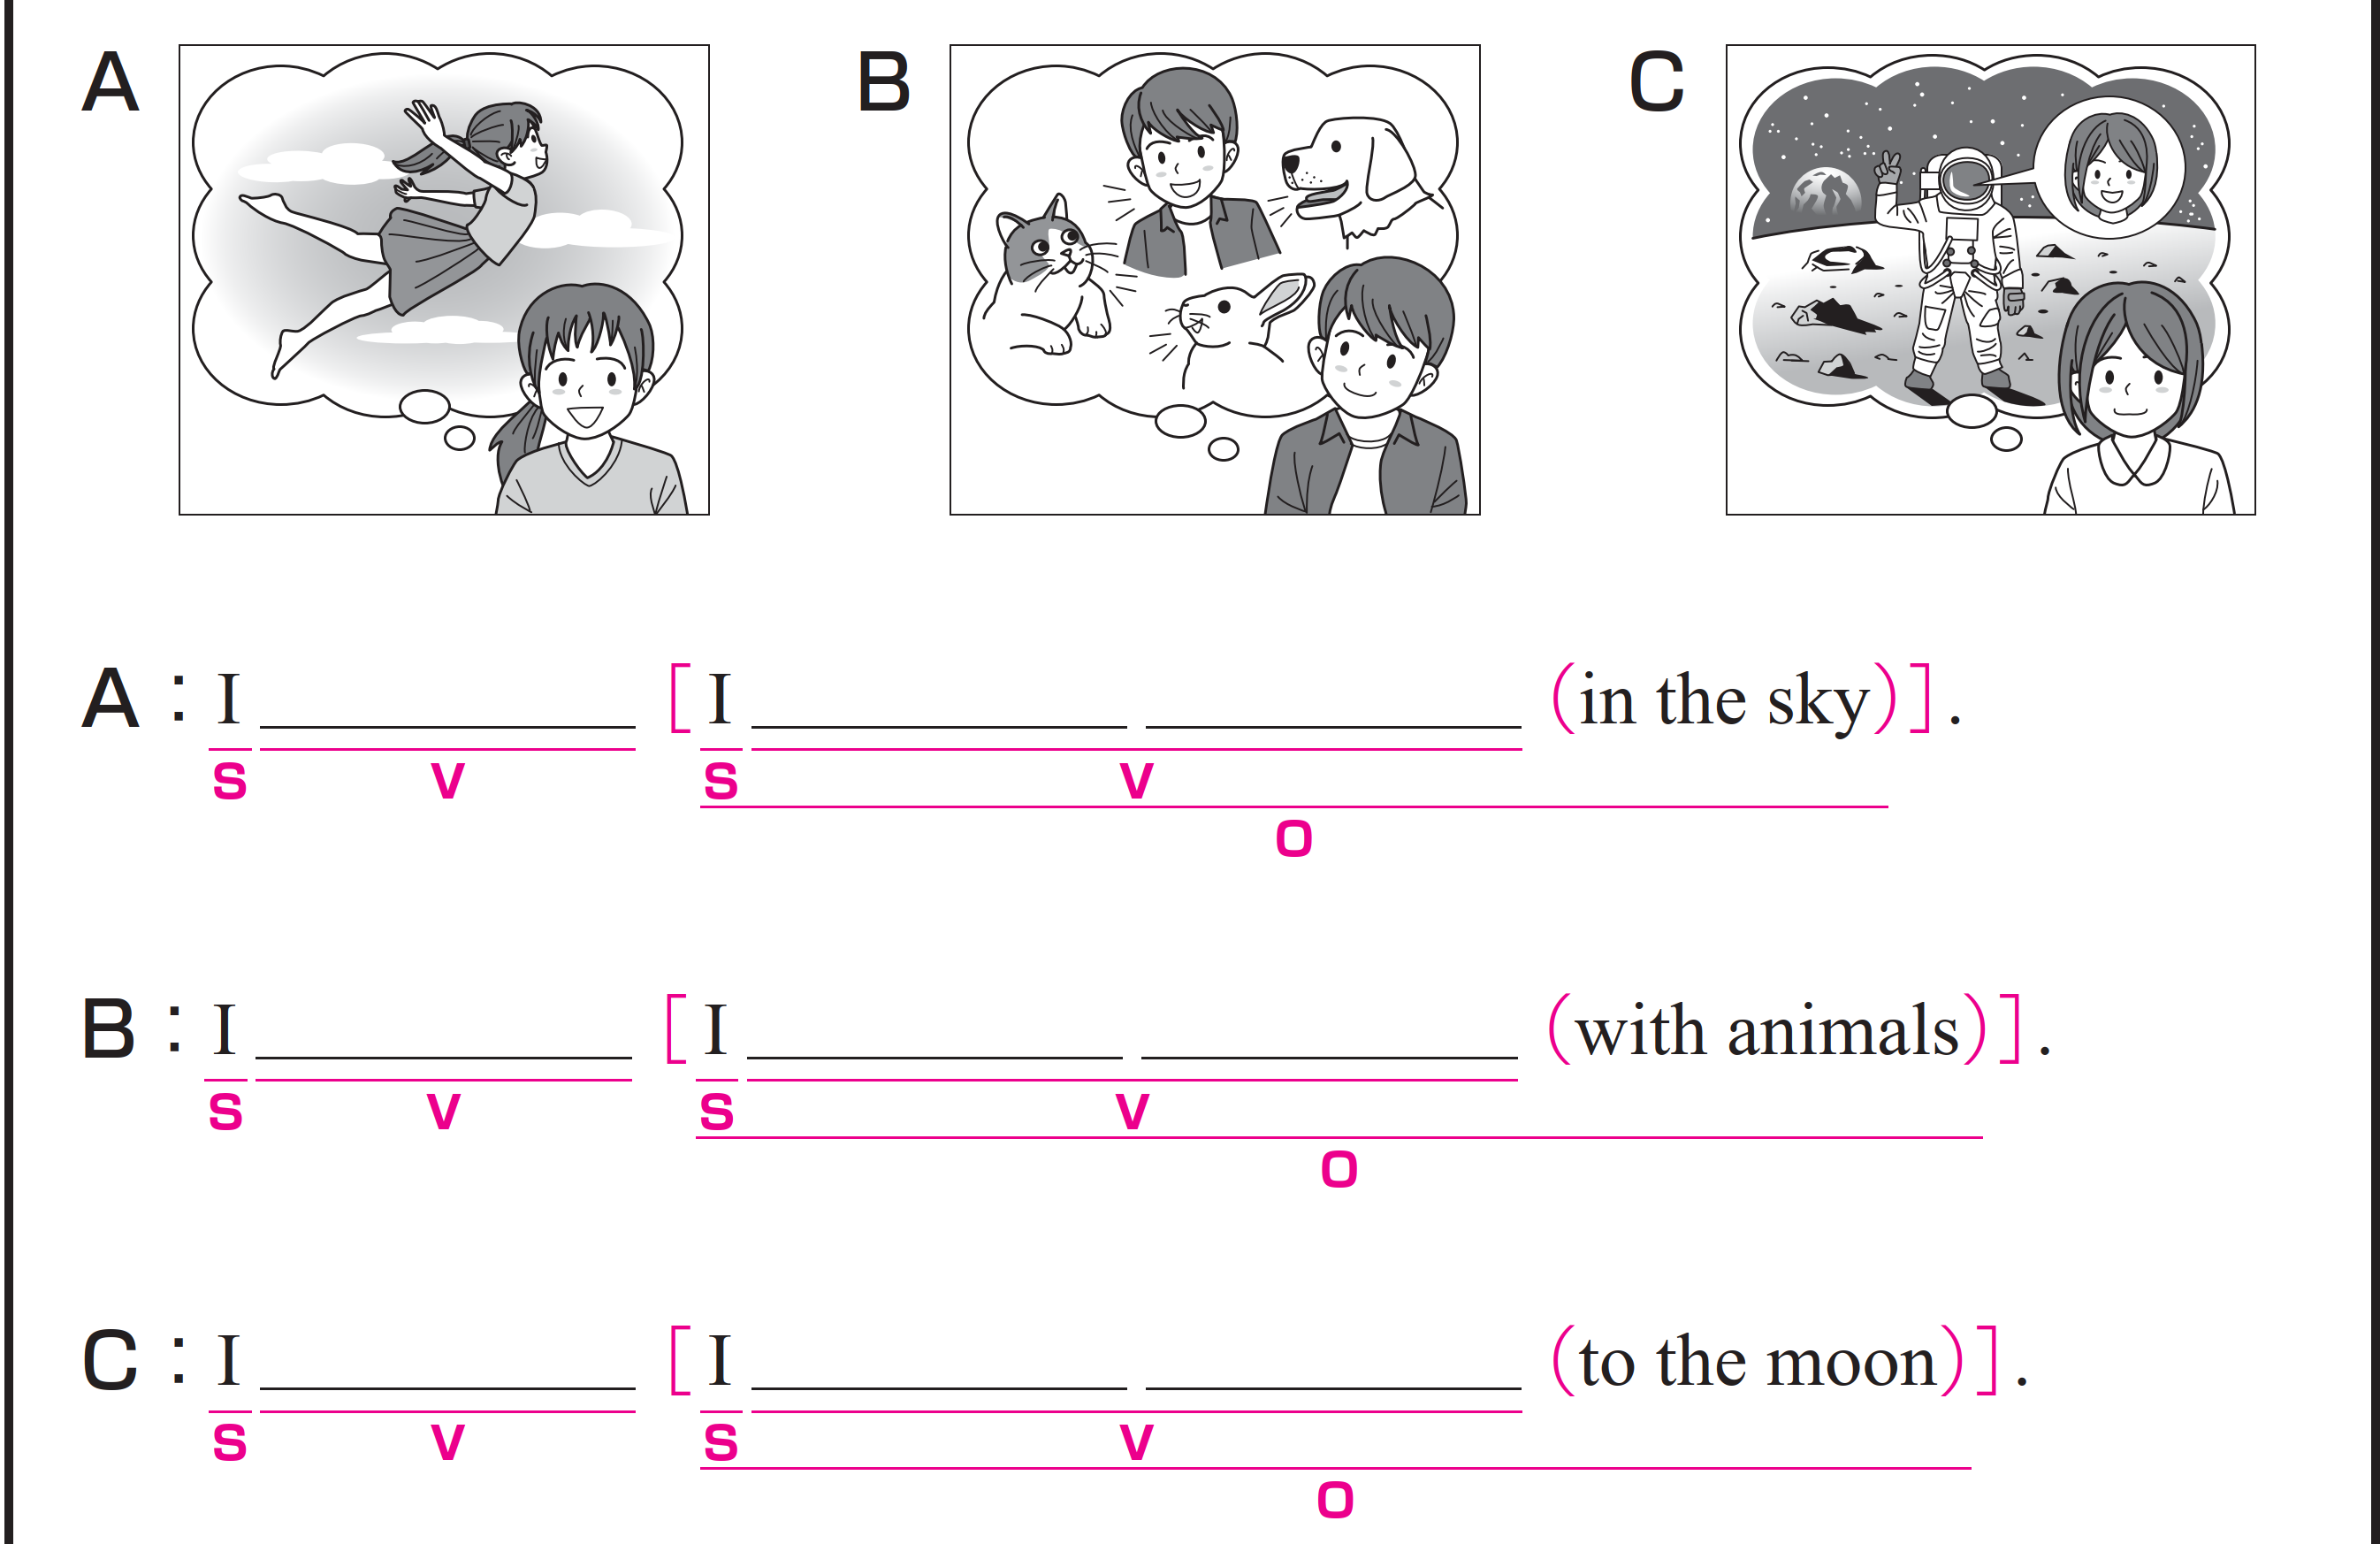 A B C
A：I [I (in the sky)].
S V S V
O
B：I [I (with animals)].
S V S V
O
C：I [I (to the moon)].
S V S V
O